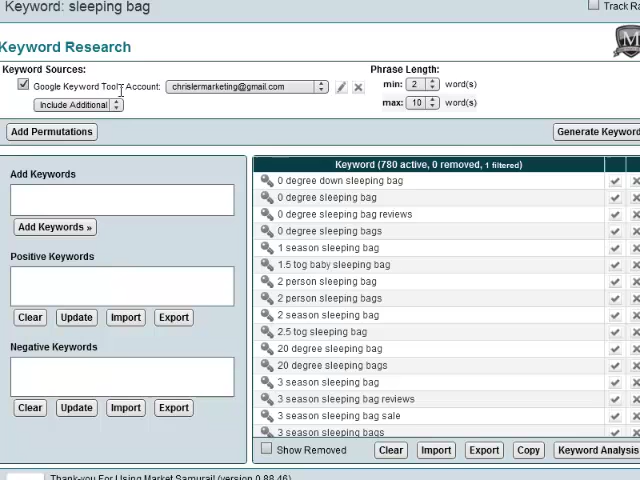 Keyword: sleeping bag
Track Ra
Keyword Research
Keyword Sources:
Phrase Length:
Google Keyword Tool Account:
chrislermarketing@gmail.com
min: 2 word(s)
Include Additional
max: 10 word(s)
Add Permutations
Generate Keyword
Add Keywords
Add Keywords »
Positive Keywords
Clear
Update
Import
Export
Negative Keywords
Clear
Update
Import
Export
Keyword (780 active, 0 removed, 1 filtered)
0 degree down sleeping bag
0 degree sleeping bag
0 degree sleeping bag reviews
0 degree sleeping bags
1 season sleeping bag
1.5 tog baby sleeping bag
2 person sleeping bag
2 person sleeping bags
2 season sleeping bag
2.5 tog sleeping bag
20 degree sleeping bag
20 degree sleeping bags
3 season sleeping bag
3 season sleeping bag reviews
3 season sleeping bag sale
3 season sleeping bags
Show Removed
Clear
Import
Export
Copy
Keyword Analysis
Thank-you For Using Market Samurai! (version 0.88.46)